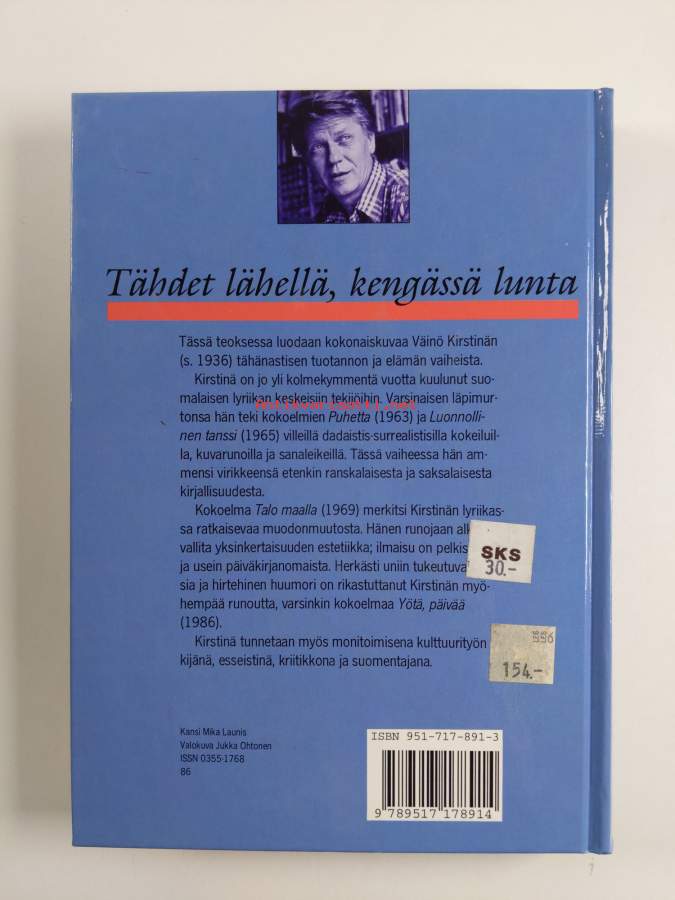 Tähdet lähellä, kengässä lunta
Tässä teoksessa luodaan kokonaiskuvaa Väinö Kirstinän
(s. 1936) tähänastisen tuotannon ja elämän vaiheista.
Kirstinä on jo yli kolmekymmentä vuotta kuulunut suo-
malaisen lyriikan keskeisiin tekijöihin. Varsinaisen läpimur-
antikvariaatti.net
tonsa hän teki kokoelmien Puhetta (1963) ja Luonnolli-
nen tanssi (1965) villeillä dadaistis-surrealistisilla kokeiluil-
la, kuvarunoilla ja sanaleikeillä. Tässä vaiheessa hän am-
mensi virikkeensä etenkin ranskalaisesta ja saksalaisesta
kirjallisuudesta.
Kokoelma Talo maalla (1969) merkitsi Kirstinän lyriikas-
sa ratkaisevaa muodonmuutosta. Hänen runojaan al
vallita yksinkertaisuuden estetiikka; ilmaisu on pelkis
ja usein päiväkirjanomaista. Herkästi uniin tukeutuva
sia ja hirtehinen huumori on rikastuttanut Kirstinän myö-
hempää runoutta, varsinkin kokoelmaa Yötä, päivää
(1986).
Kirstinä tunnetaan myös monitoimisena kulttuurityön
kijänä, esseistinä, kriitikkona ja suomentajana.
SKS
30.-
154.-
Kansi Mika Launis
Valokuva Jukka Ohtonen
ISSN 0355-1768
86
ISBN 951-717-891-3
9 789517 178914